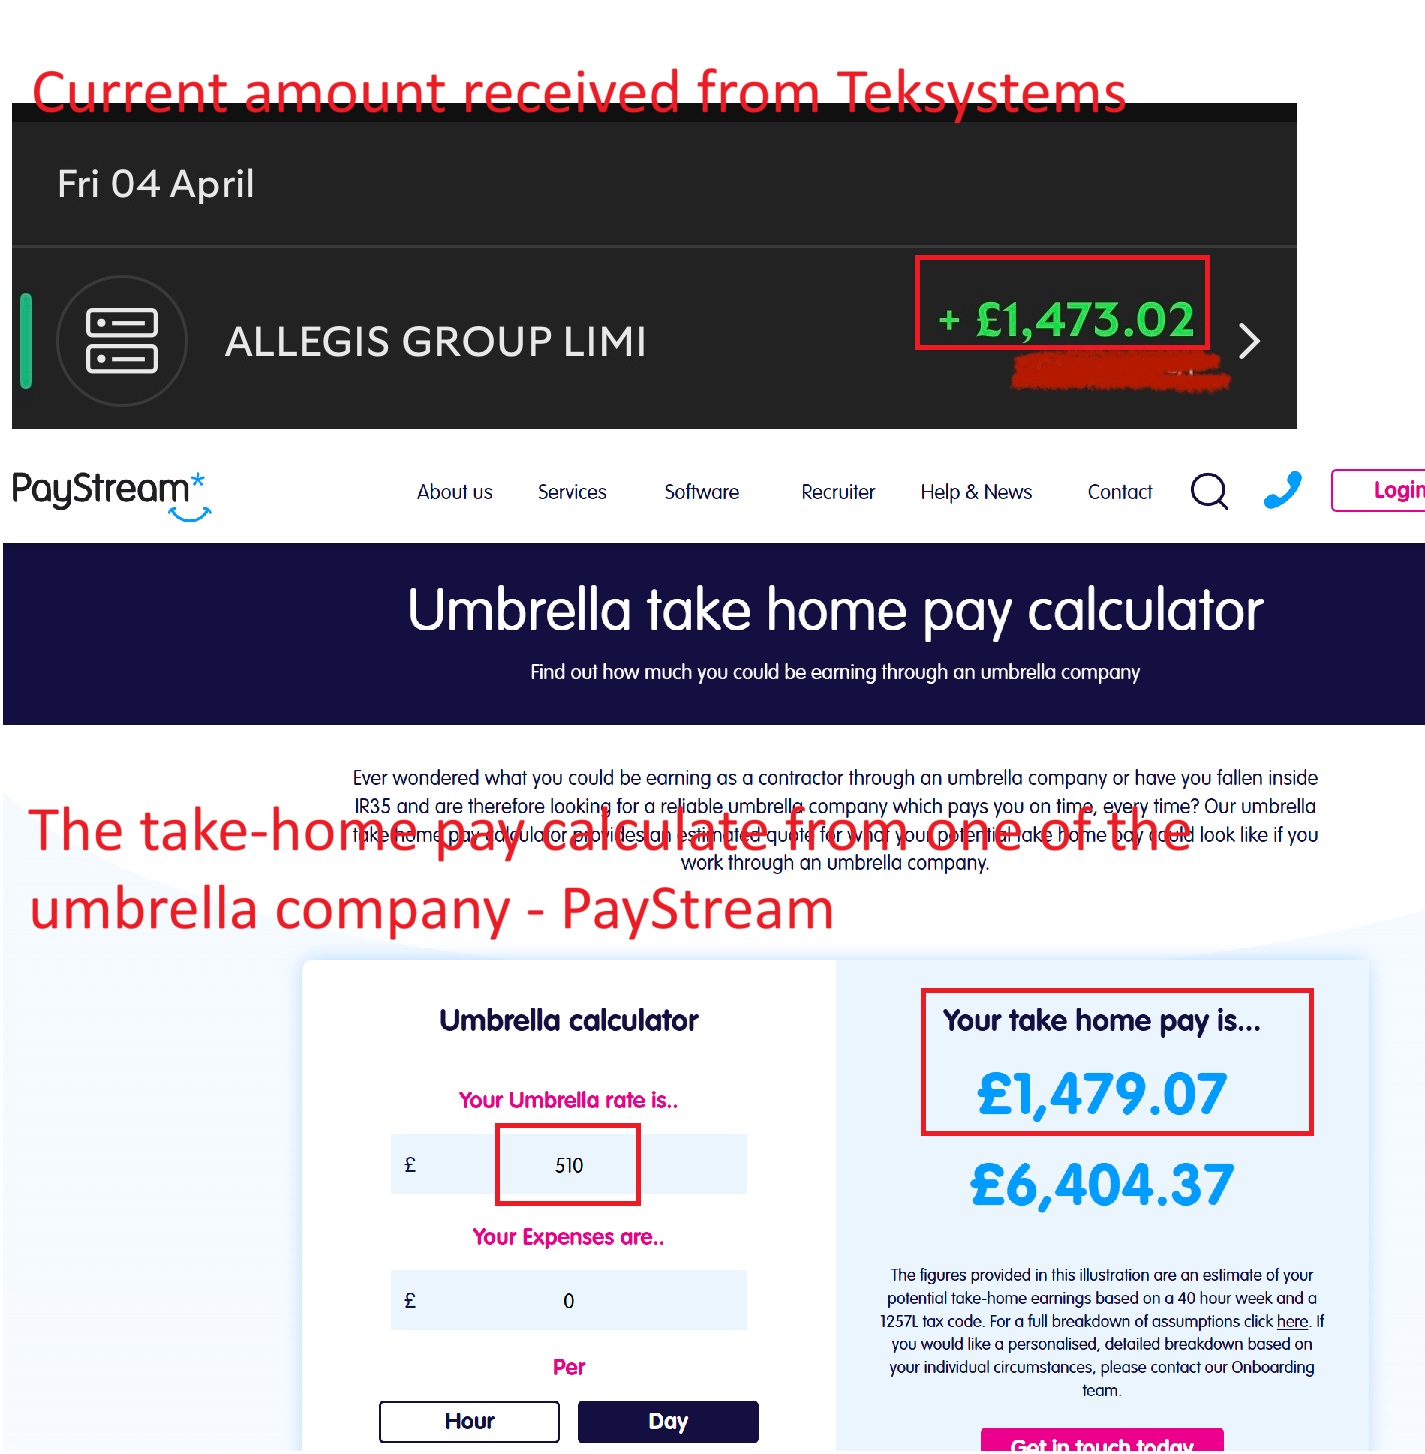 Current amount received from Teksystems
Fri 04 April
ALLEGIS GROUP LIMI
+ £1,473.02
PayStream*
About us
Services
Software
Recruiter
Help & News
Contact
Login
Umbrella take home pay calculator
Find out how much you could be earning through an umbrella company
Ever wondered what you could be earning as a contractor through an umbrella company or have you fallen inside
IR35 and are therefore looking for a reliable umbrella company which pays you on time, every time? Our umbrella
take home pay calculator provides an estimated quote for what your potential take home pay could look like if you
work through an umbrella company.
The take-home pay calculate from one of the
umbrella company - PayStream
Umbrella calculator
Your Umbrella rate is..
£ 510
Your Expenses are..
£ 0
Per
Hour
Day
Your take home pay is...
£1,479.07
£6,404.37
The figures provided in this illustration are an estimate of your
potential take-home earnings based on a 40 hour week and a
1257L tax code. For a full breakdown of assumptions click here. If
you would like a personalised, detailed breakdown based on
your individual circumstances, please contact our Onboarding
team.
Get in touch today